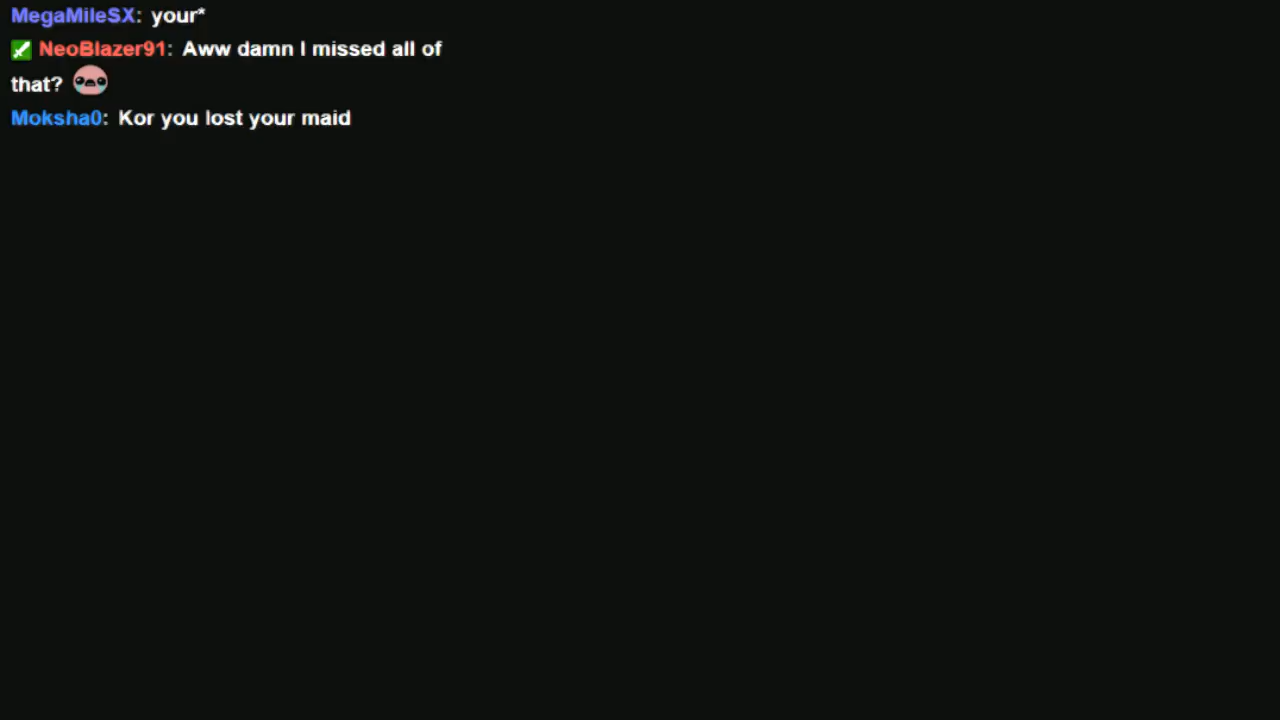 MegaMileSX: your*
NeoBlazer91: Aww damn I missed all of
that?
Moksha0: Kor you lost your maid